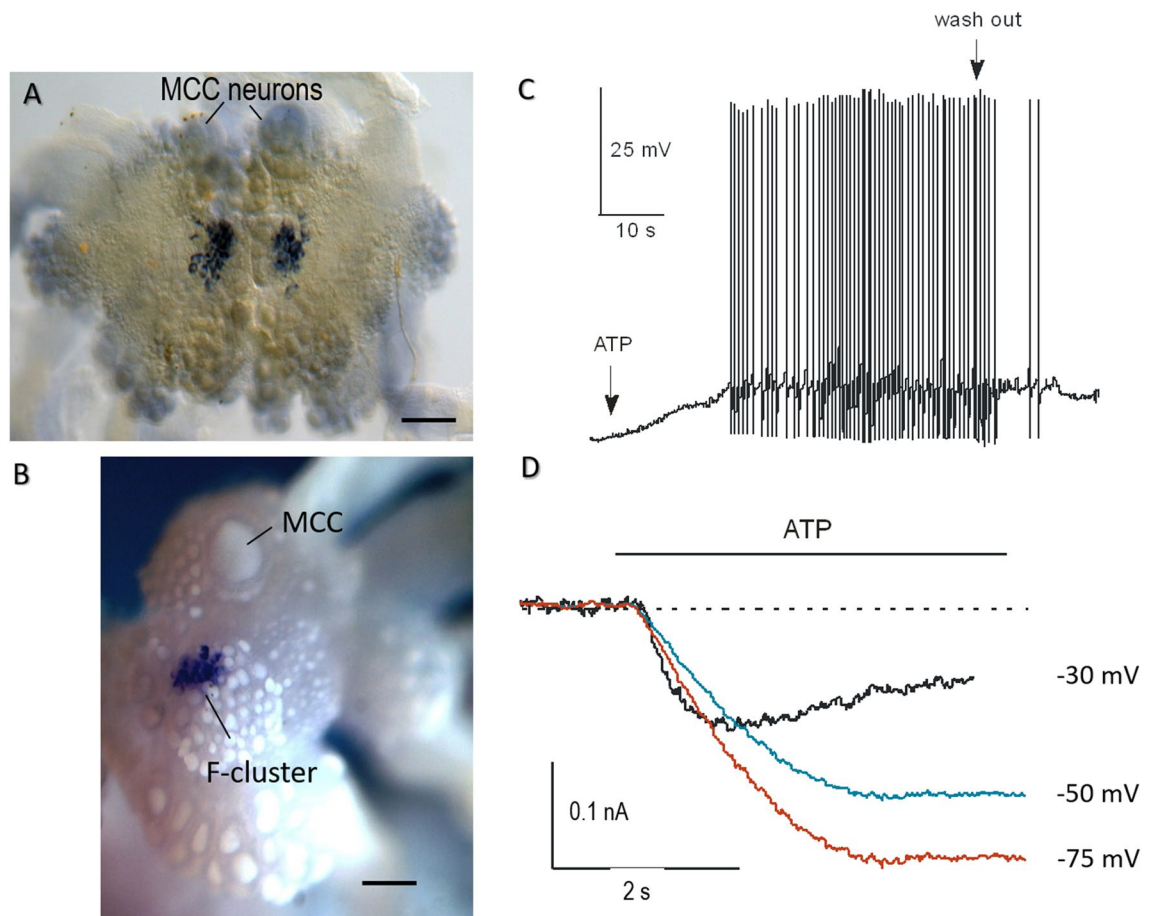 A
MCC neurons
B
MCC
F-cluster
C
wash out
25 mV
10 s
ATP
D
ATP
-30 mV
-50 mV
-75 mV
0.1 nA
2 s